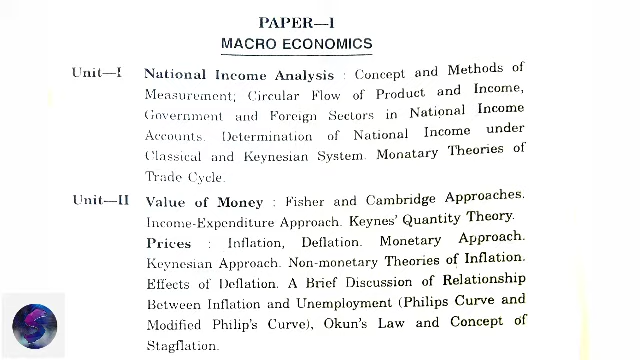 PAPER—I
MACRO ECONOMICS
Unit—I National Income Analysis : Concept and Methods of
Measurement; Circular Flow of Product and Income,
Government and Foreign Sectors in National Income
Accounts. Determination of National Income under
Classical and Keynesian System. Monatary Theories of
Trade Cycle.
Unit—II Value of Money : Fisher and Cambridge Approaches.
Income-Expenditure Approach. Keynes' Quantity Theory.
Prices : Inflation, Deflation. Monetary Approach.
Keynesian Approach. Non-monetary Theories of Inflation.
Effects of Deflation. A Brief Discussion of Relationship
Between Inflation and Unemployment (Philips Curve and
Modified Philip's Curve), Okun's Law and Concept of
Stagflation.